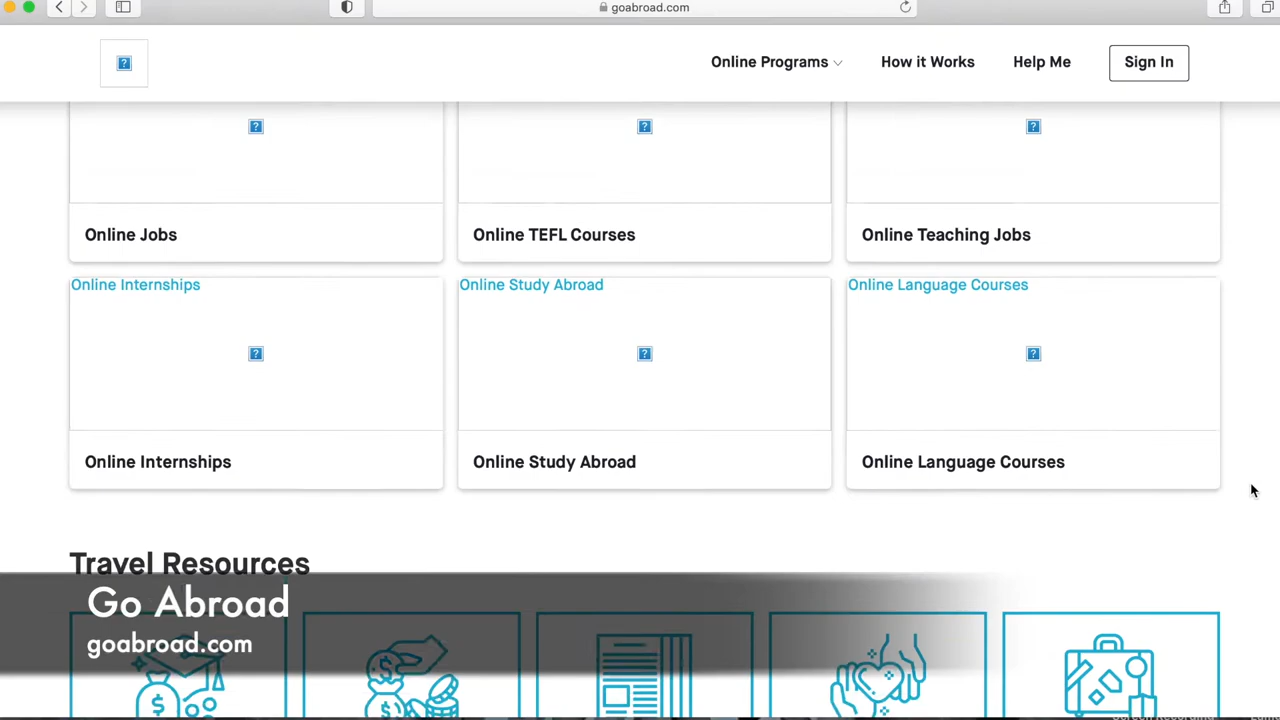 goabroad.com
Online Programs
How it Works
Help Me
Sign In
Online Jobs
Online TEFL Courses
Online Teaching Jobs
Online Internships
Online Study Abroad
Online Language Courses
Online Internships
Online Study Abroad
Online Language Courses
Travel Resources
Go Abroad
goabroad.com